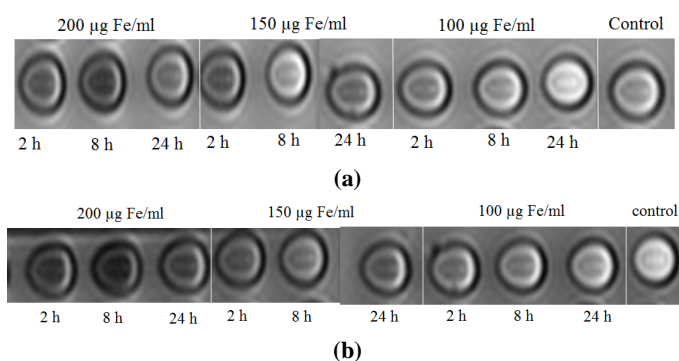 200 µg Fe/ml 150 µg Fe/ml 100 µg Fe/ml Control
2 h 8 h 24 h 2 h 8 h 24 h 2 h 8 h 24 h
(a)
200 µg Fe/ml 150 µg Fe/ml 100 µg Fe/ml control
2 h 8 h 24 h 2 h 8 h 24 h 2 h 8 h 24 h
(b)